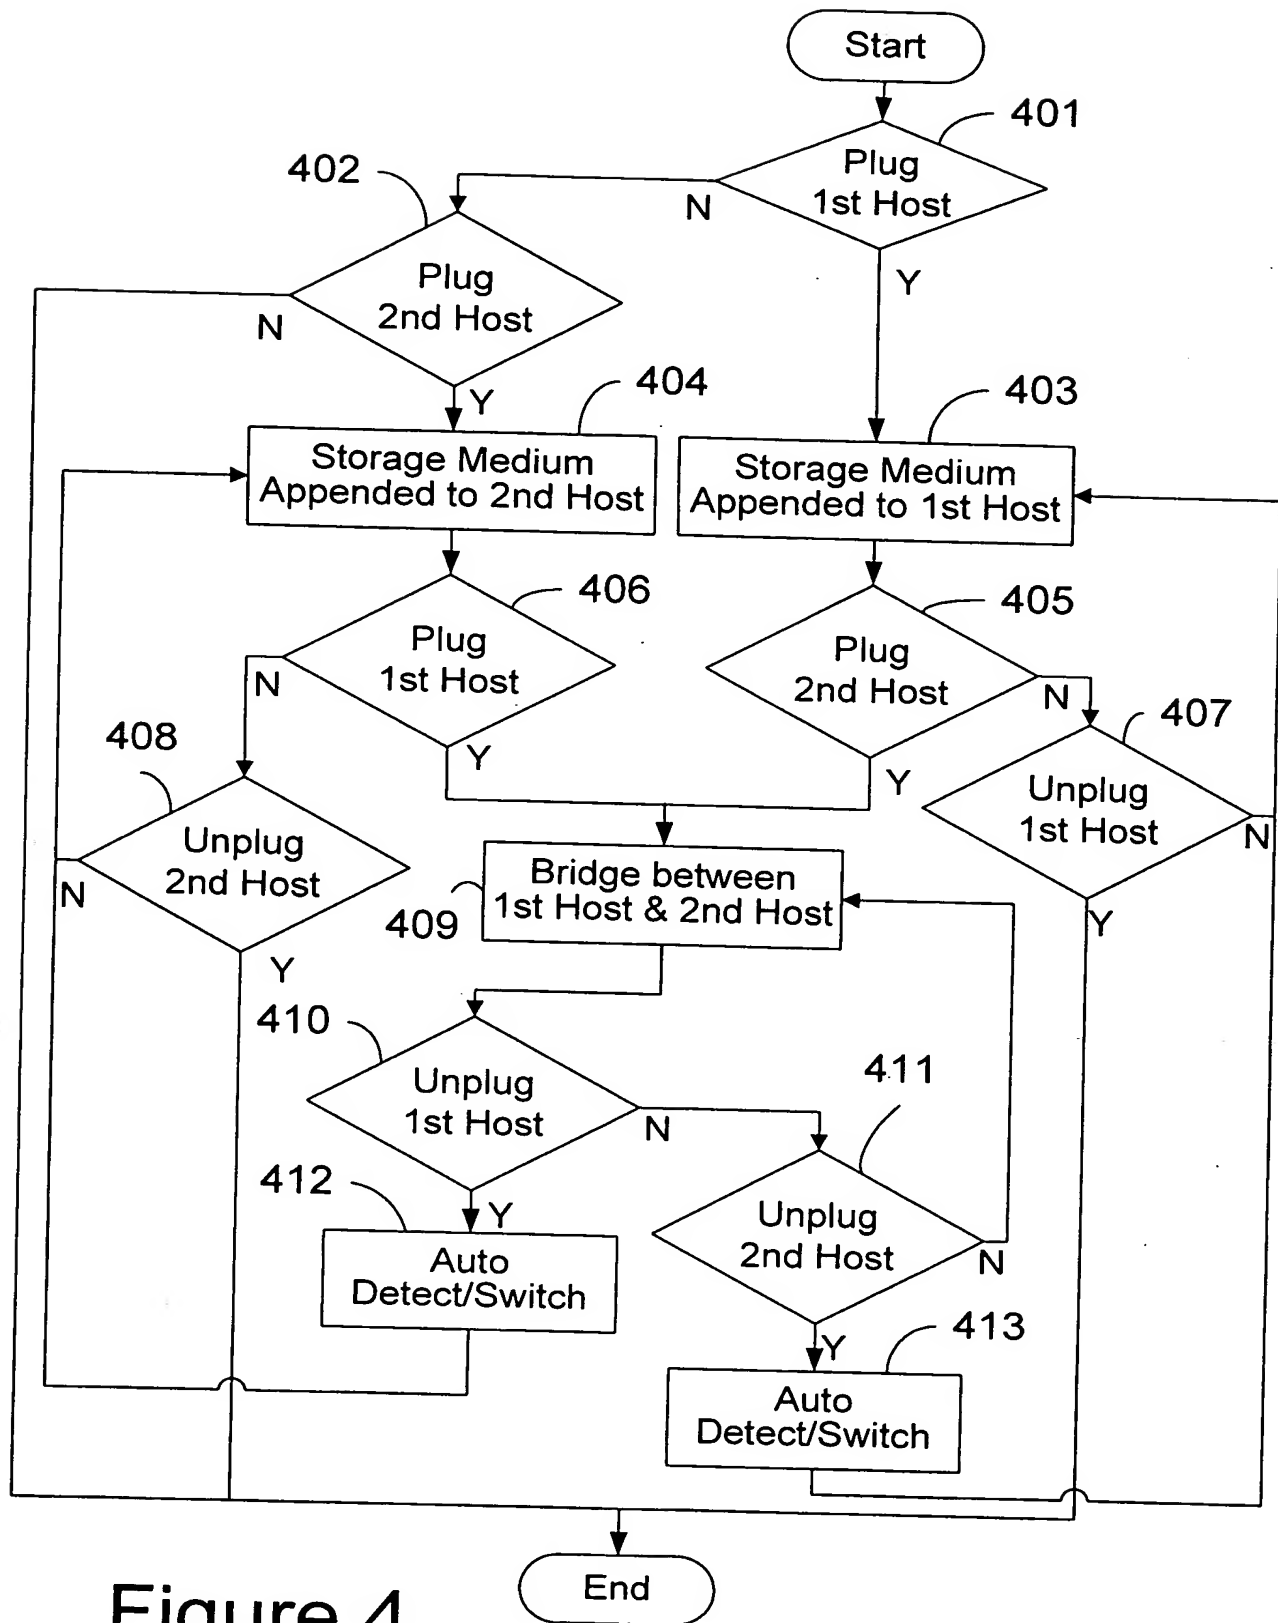 Start
401
Plug
1st Host
N
Y
402
Plug
2nd Host
N
Y
404
Storage Medium
Appended to 2nd Host
403
Storage Medium
Appended to 1st Host
406
Plug
1st Host
N
Y
405
Plug
2nd Host
N
Y
407
Unplug
1st Host
N
Y
408
Unplug
2nd Host
N
Y
Bridge between
1st Host & 2nd Host
409
410
Unplug
1st Host
N
Y
411
Unplug
2nd Host
N
Y
412
Auto
Detect/Switch
413
Auto
Detect/Switch
End
Figure 4